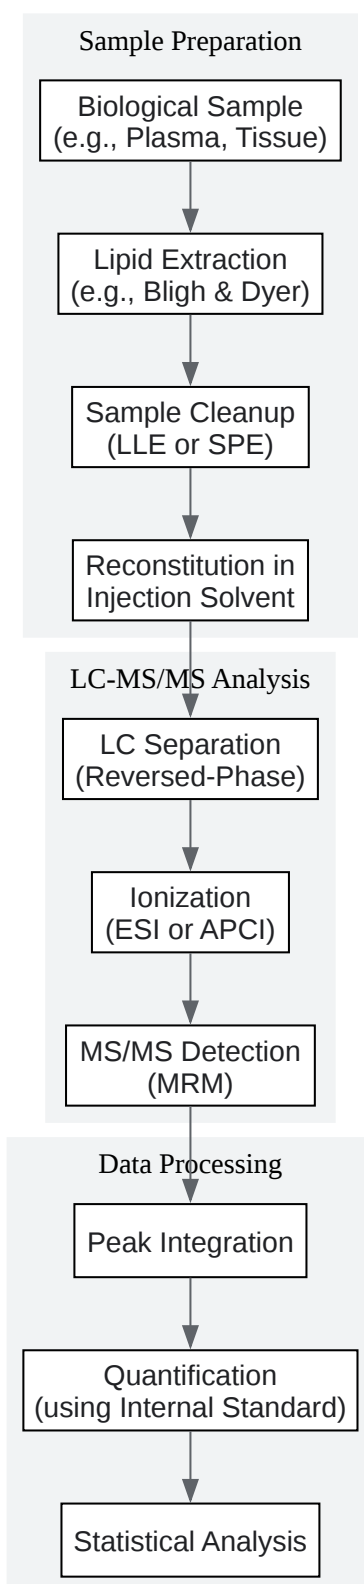 Sample Preparation
Biological Sample
(e.g., Plasma, Tissue)
Lipid Extraction
(e.g., Bligh & Dyer)
Sample Cleanup
(LLE or SPE)
Reconstitution in
Injection Solvent
LC-MS/MS Analysis
LC Separation
(Reversed-Phase)
Ionization
(ESI or APCI)
MS/MS Detection
(MRM)
Data Processing
Peak Integration
Quantification
(using Internal Standard)
Statistical Analysis